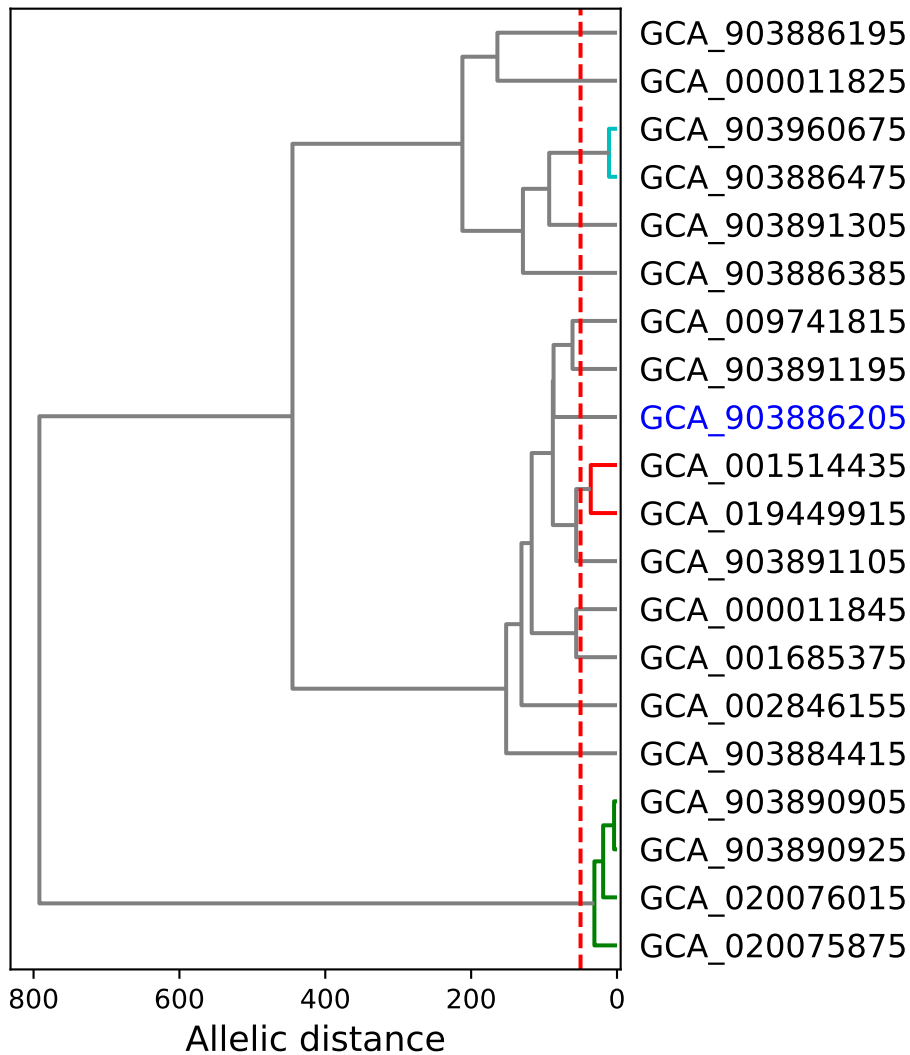 GCA_903886195
GCA_000011825
GCA_903960675
GCA_903886475
GCA_903891305
GCA_903886385
GCA_009741815
GCA_903891195
GCA_903886205
GCA_001514435
GCA_019449915
GCA_903891105
GCA_000011845
GCA_001685375
GCA_002846155
GCA_903884415
GCA_903890905
GCA_903890925
GCA_020076015
GCA_020075875
800 600 400 200 0
Allelic distance